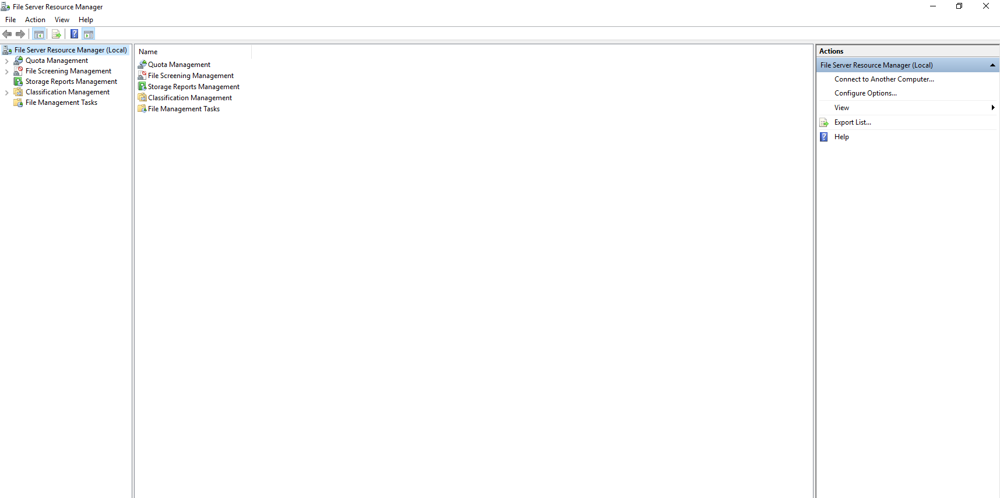 File Server Resource Manager
File Action View Help
File Server Resource Manager (Local)
Quota Management
File Screening Management
Storage Reports Management
Classification Management
File Management Tasks
Name
Quota Management
File Screening Management
Storage Reports Management
Classification Management
File Management Tasks
Actions
File Server Resource Manager (Local)
Connect to Another Computer...
Configure Options...
View
Export List...
Help